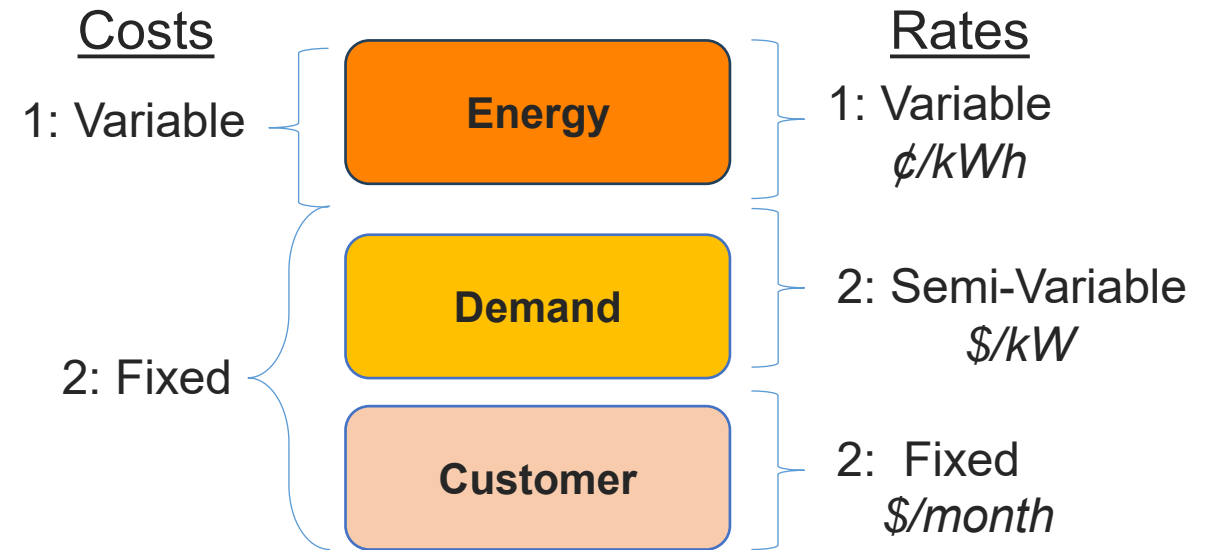 Costs
Rates
1: Variable
Energy
1: Variable
¢/kWh
2: Fixed
Demand
2: Semi-Variable
$/kW
Customer
2: Fixed
$/month